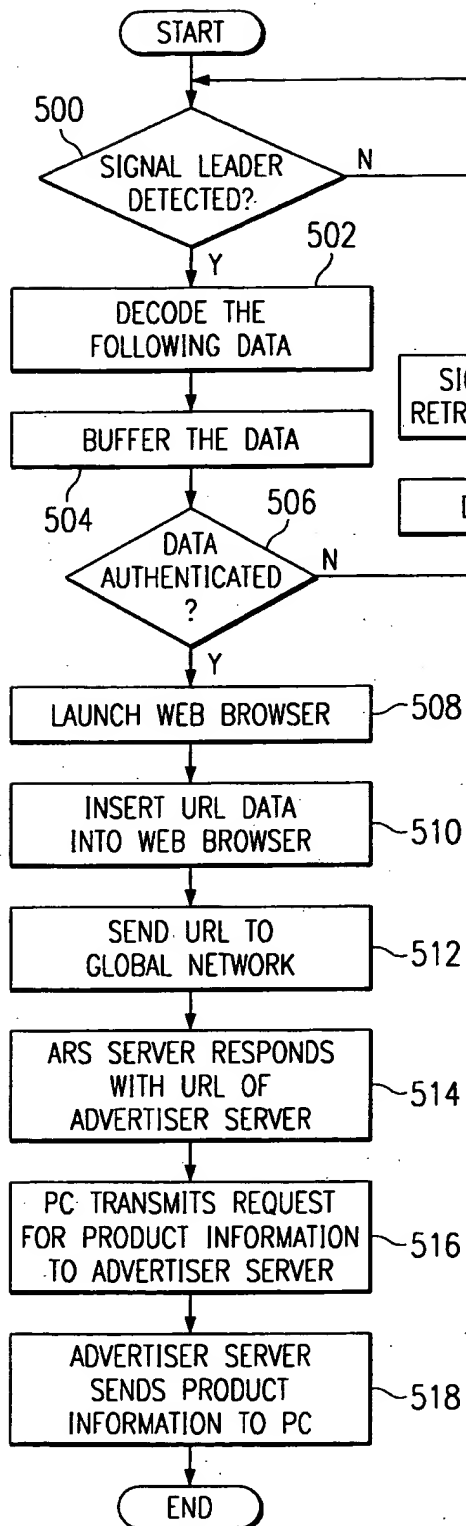 START
500
SIGNAL LEADER
DETECTED?
N
Y
502
DECODE THE
FOLLOWING DATA
BUFFER THE DATA
504
506
DATA
AUTHENTICATED
?
N
Y
LAUNCH WEB BROWSER
508
INSERT URL DATA
INTO WEB BROWSER
510
SEND URL TO
GLOBAL NETWORK
512
ARS SERVER RESPONDS
WITH URL OF
ADVERTISER SERVER
514
PC TRANSMITS REQUEST
FOR PRODUCT INFORMATION
TO ADVERTISER SERVER
516
ADVERTISER SERVER
SENDS PRODUCT
INFORMATION TO PC
518
END